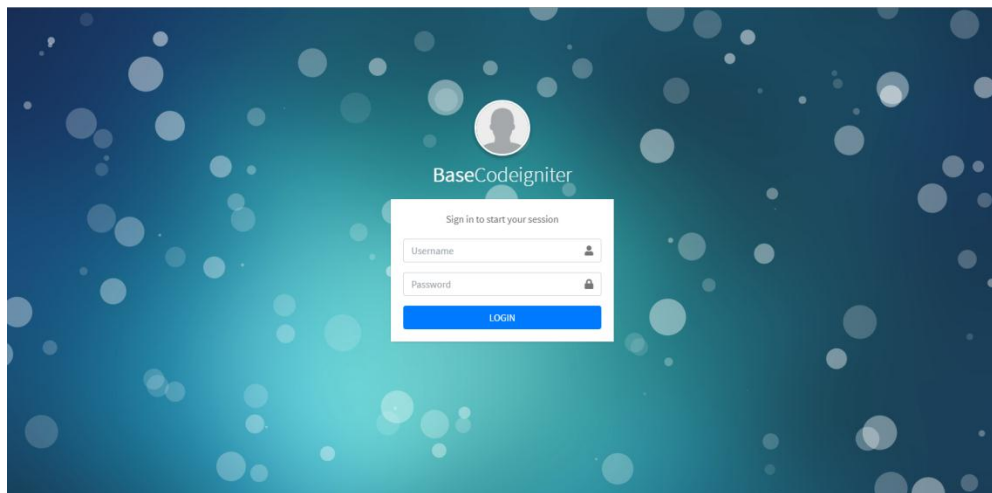 BaseCodeigniter
Sign in to start your session
Username
Password
LOGIN